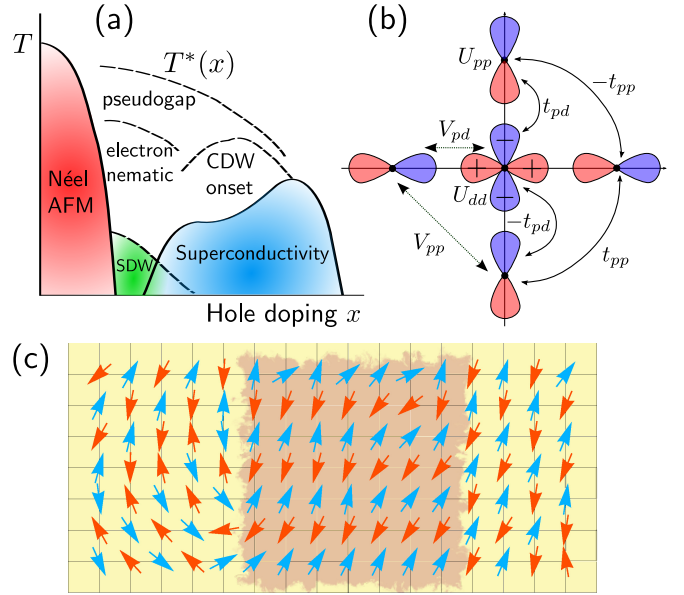 (a)
T
T*(x)
pseudogap
electron
nematic
CDW
onset
Néel
AFM
SDW
Superconductivity
Hole doping x
(b)
U_pp
−t_pp
t_pd
V_pd
− + + −
U_dd
−t_pd
V_pp
t_pp
(c)